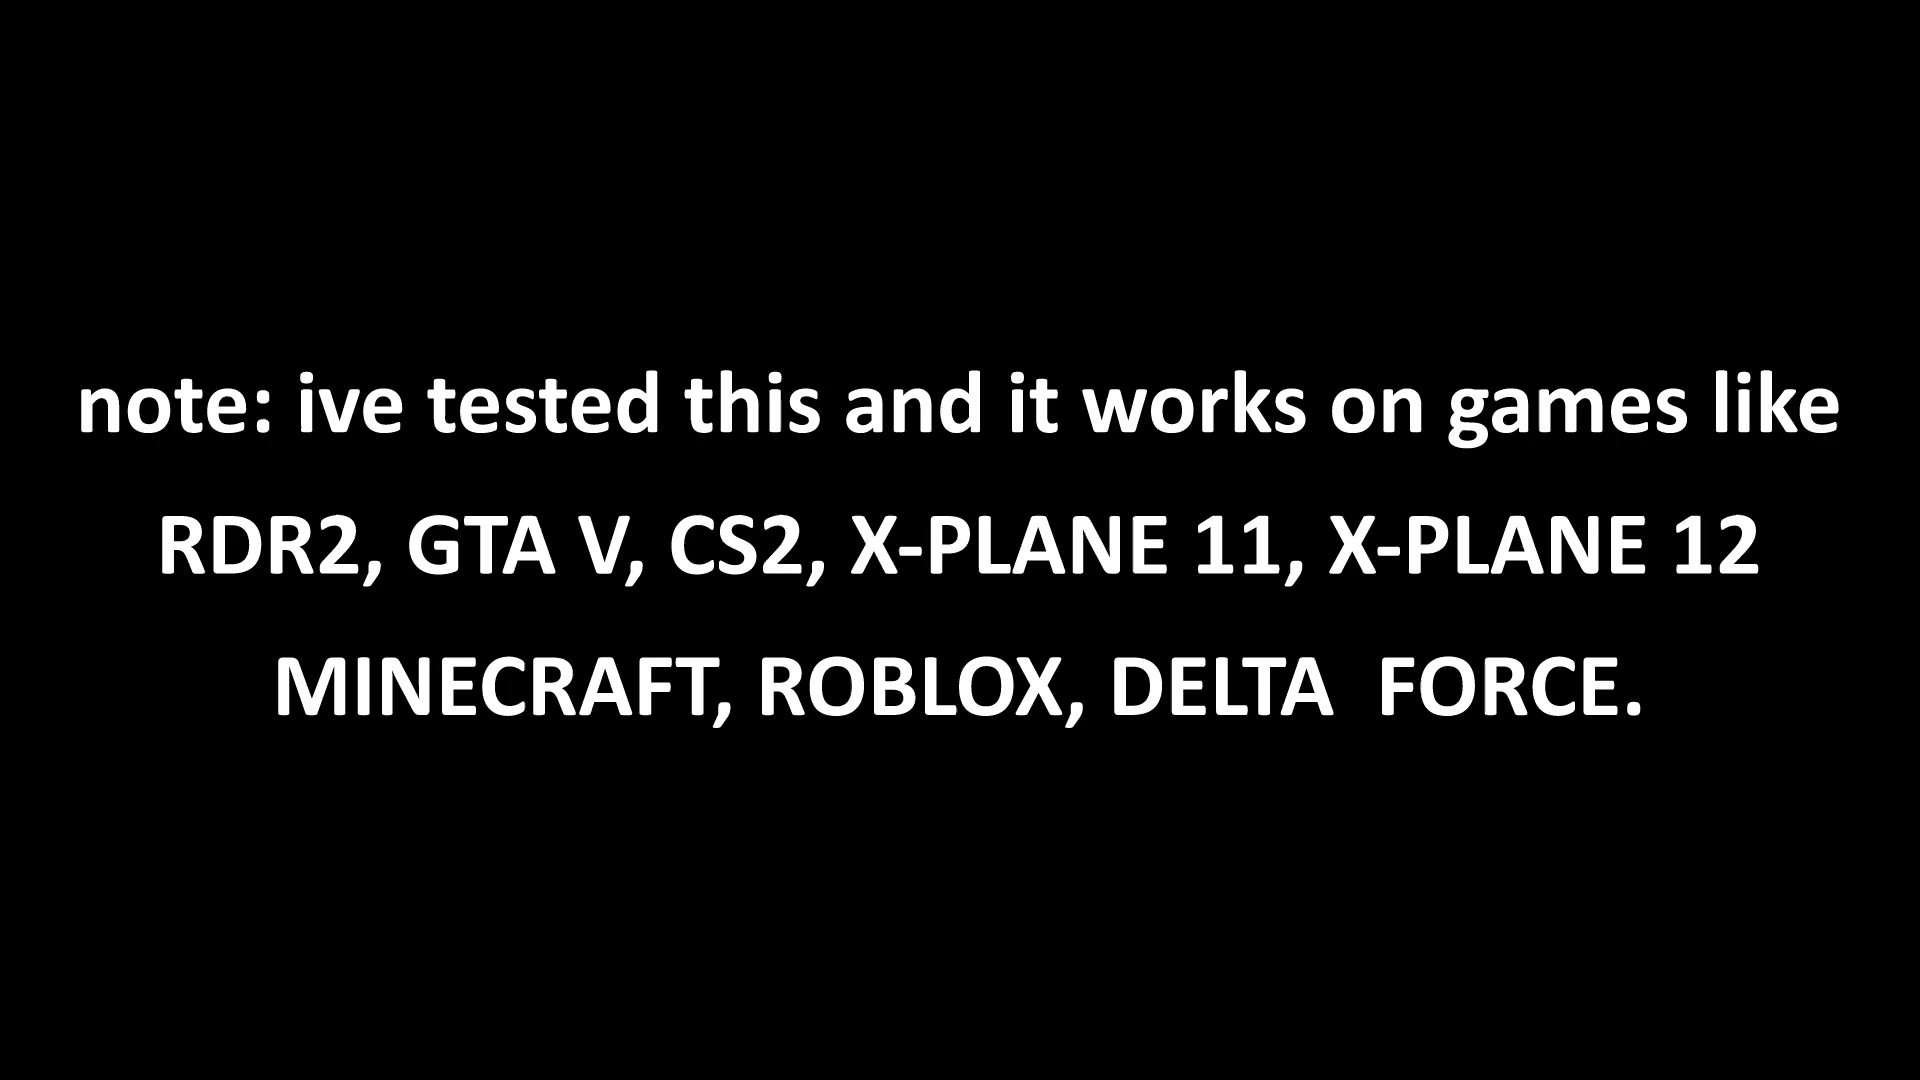 note: ive tested this and it works on games like
RDR2, GTA V, CS2, X-PLANE 11, X-PLANE 12
MINECRAFT, ROBLOX, DELTA  FORCE.